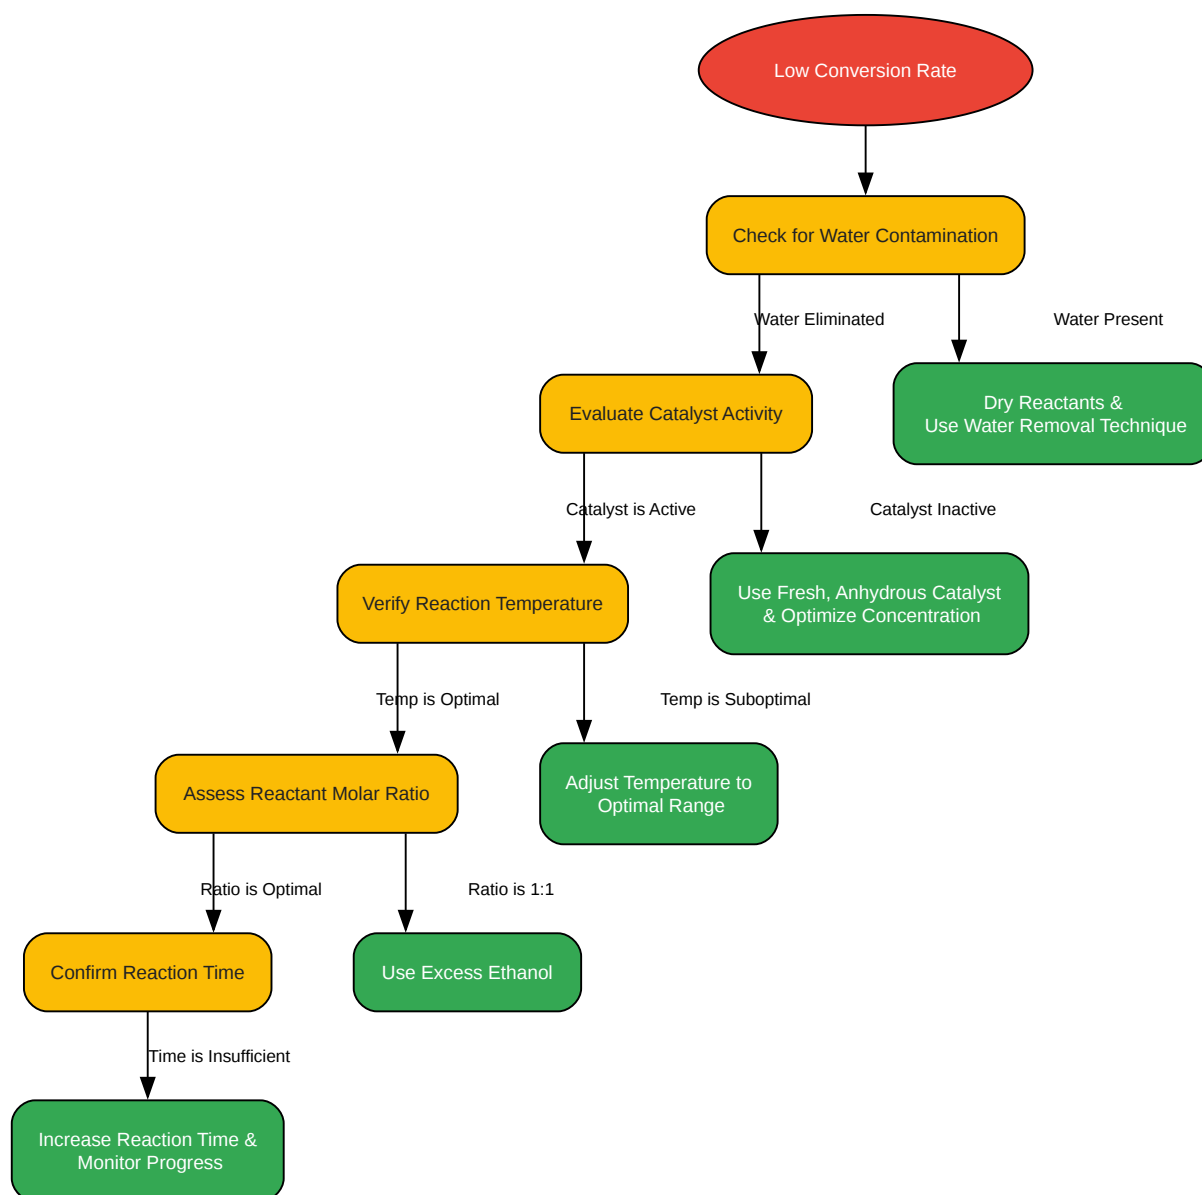 Low Conversion Rate
Check for Water Contamination
Water Eliminated
Water Present
Dry Reactants &
Use Water Removal Technique
Evaluate Catalyst Activity
Catalyst is Active
Catalyst Inactive
Use Fresh, Anhydrous Catalyst
& Optimize Concentration
Verify Reaction Temperature
Temp is Optimal
Temp is Suboptimal
Adjust Temperature to
Optimal Range
Assess Reactant Molar Ratio
Ratio is Optimal
Ratio is 1:1
Use Excess Ethanol
Confirm Reaction Time
Time is Insufficient
Increase Reaction Time &
Monitor Progress